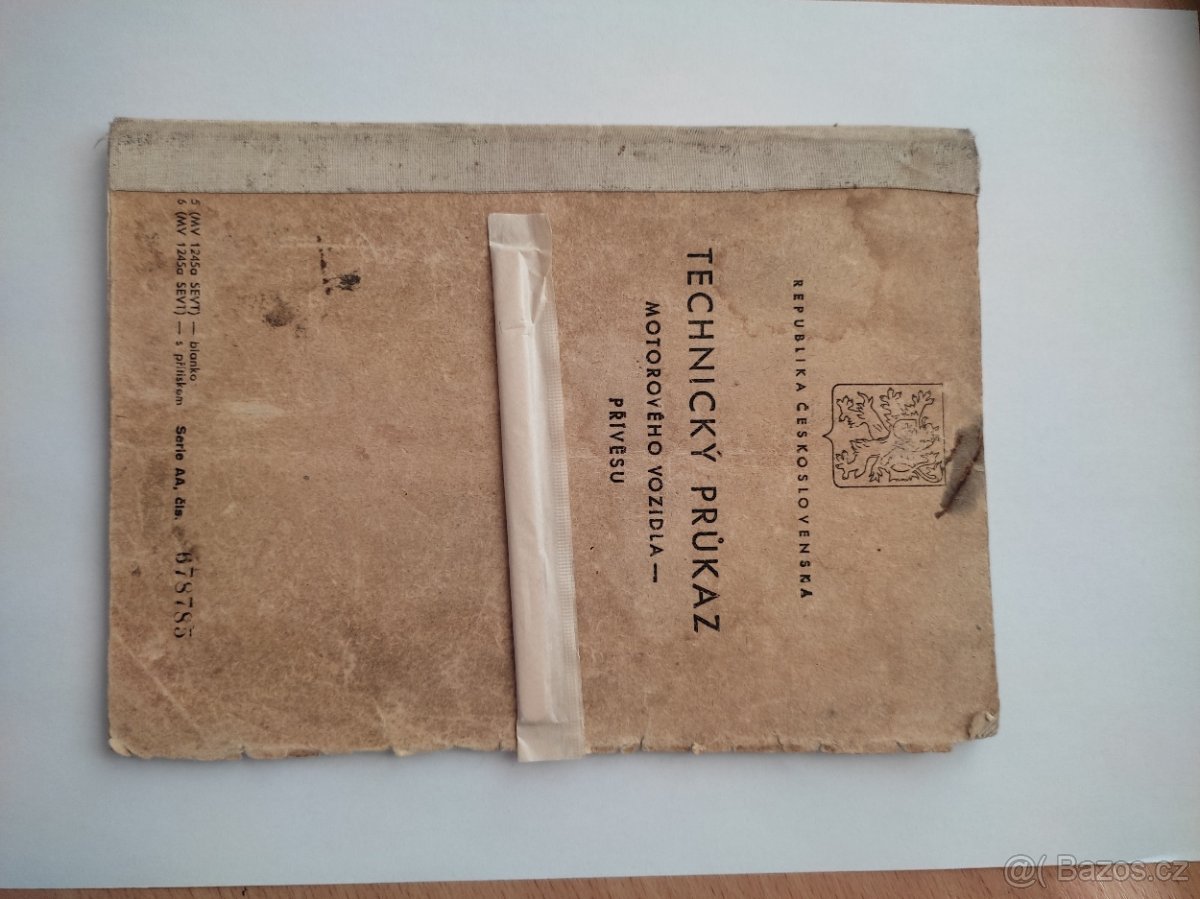 REPUBLIKA ČESKOSLOVENSKÁ
TECHNICKÝ PRŮKAZ
MOTOROVÉHO VOZIDLA —
PŘÍVĚSU
5 (MV 1245a SEVT) — blanko
6 (MV 1245a SEVT) — s přítiskem Serie AA, čís. 678785
@( Bazos.cz